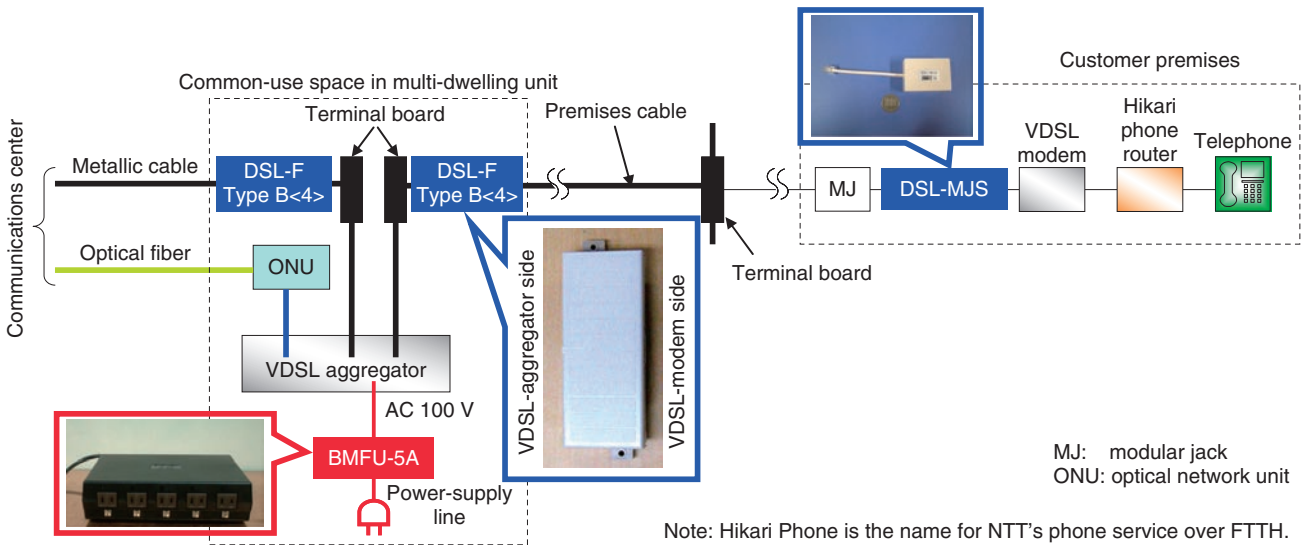 Common-use space in multi-dwelling unit
Customer premises
Terminal board
Premises cable
Hikari
phone
router
VDSL
modem
Telephone
Communications center
Metallic cable
DSL-F
Type B<4>
DSL-F
Type B<4>
MJ
DSL-MJS
Optical fiber
ONU
Terminal board
VDSL-aggregator side
VDSL-modem side
VDSL aggregator
AC 100 V
BMFU-5A
Power-supply
line
MJ: modular jack
ONU: optical network unit
Note: Hikari Phone is the name for NTT's phone service over FTTH.